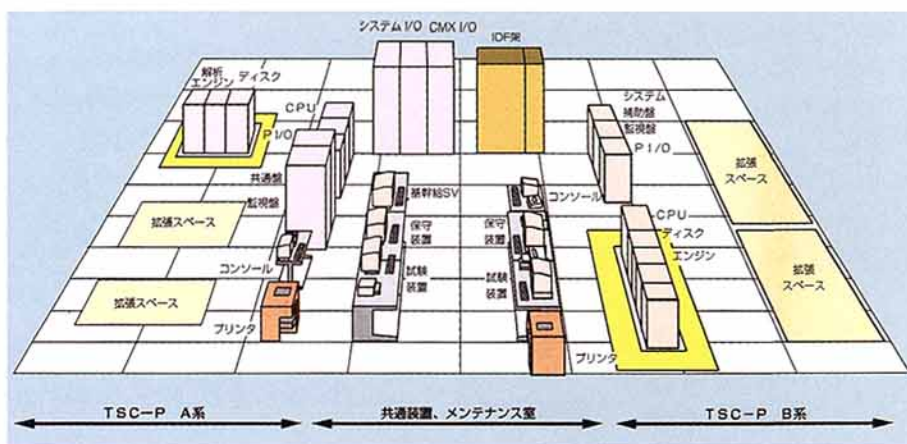 システムI/O CMX I/O
IDF架
解析
エンジン
ディスク
CPU
P I/O
共通盤
監視盤
システム
補助盤
監視盤
P I/O
拡張
スペース
拡張スペース
コンソール
基幹給SV
保守
装置
試験
装置
コンソール
保守
装置
試験
装置
CPU
ディスク
エンジン
拡張
スペース
拡張スペース
プリンタ
プリンタ
TSC-P A系
共通装置、メンテナンス室
TSC-P B系